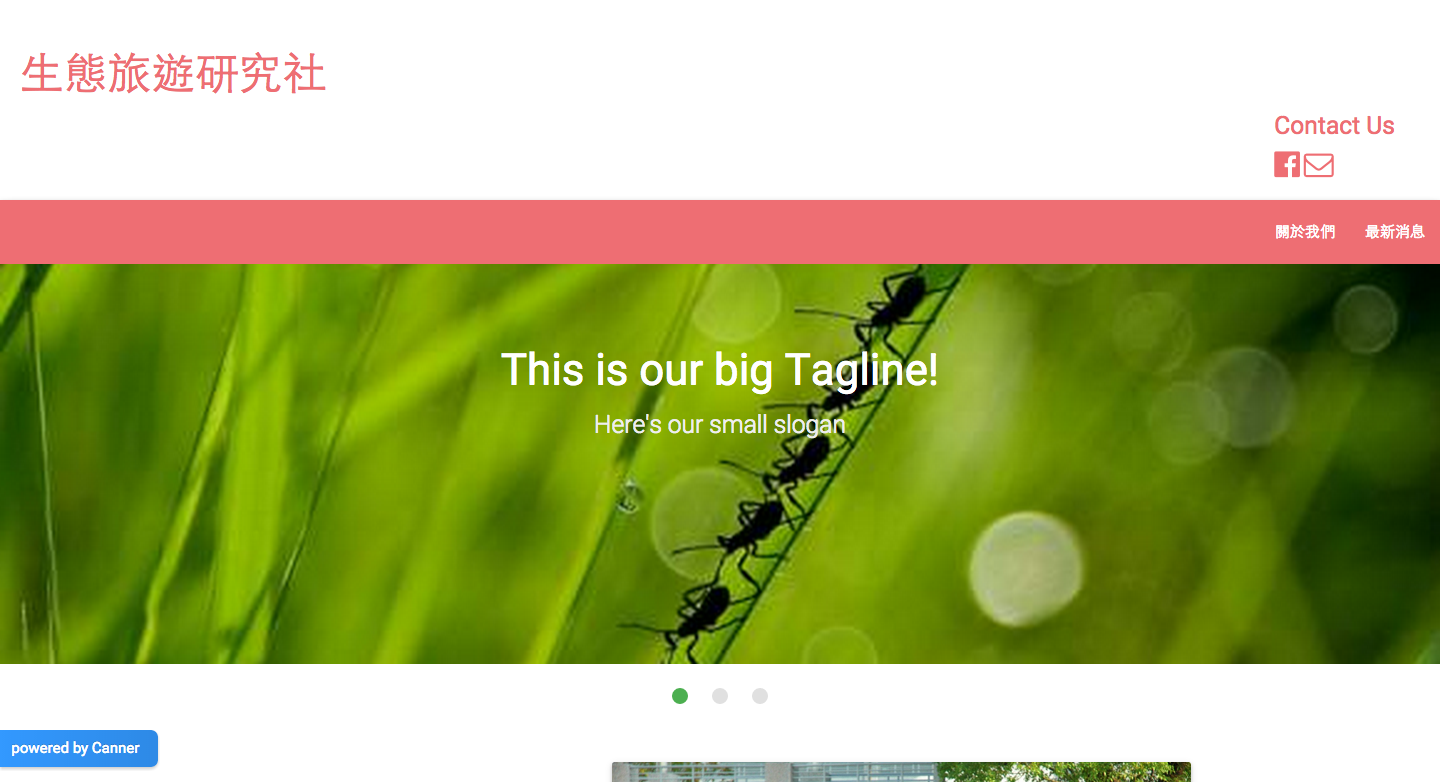 生態旅遊研究社
Contact Us
關於我們 最新消息
This is our big Tagline!
Here's our small slogan
powered by Canner